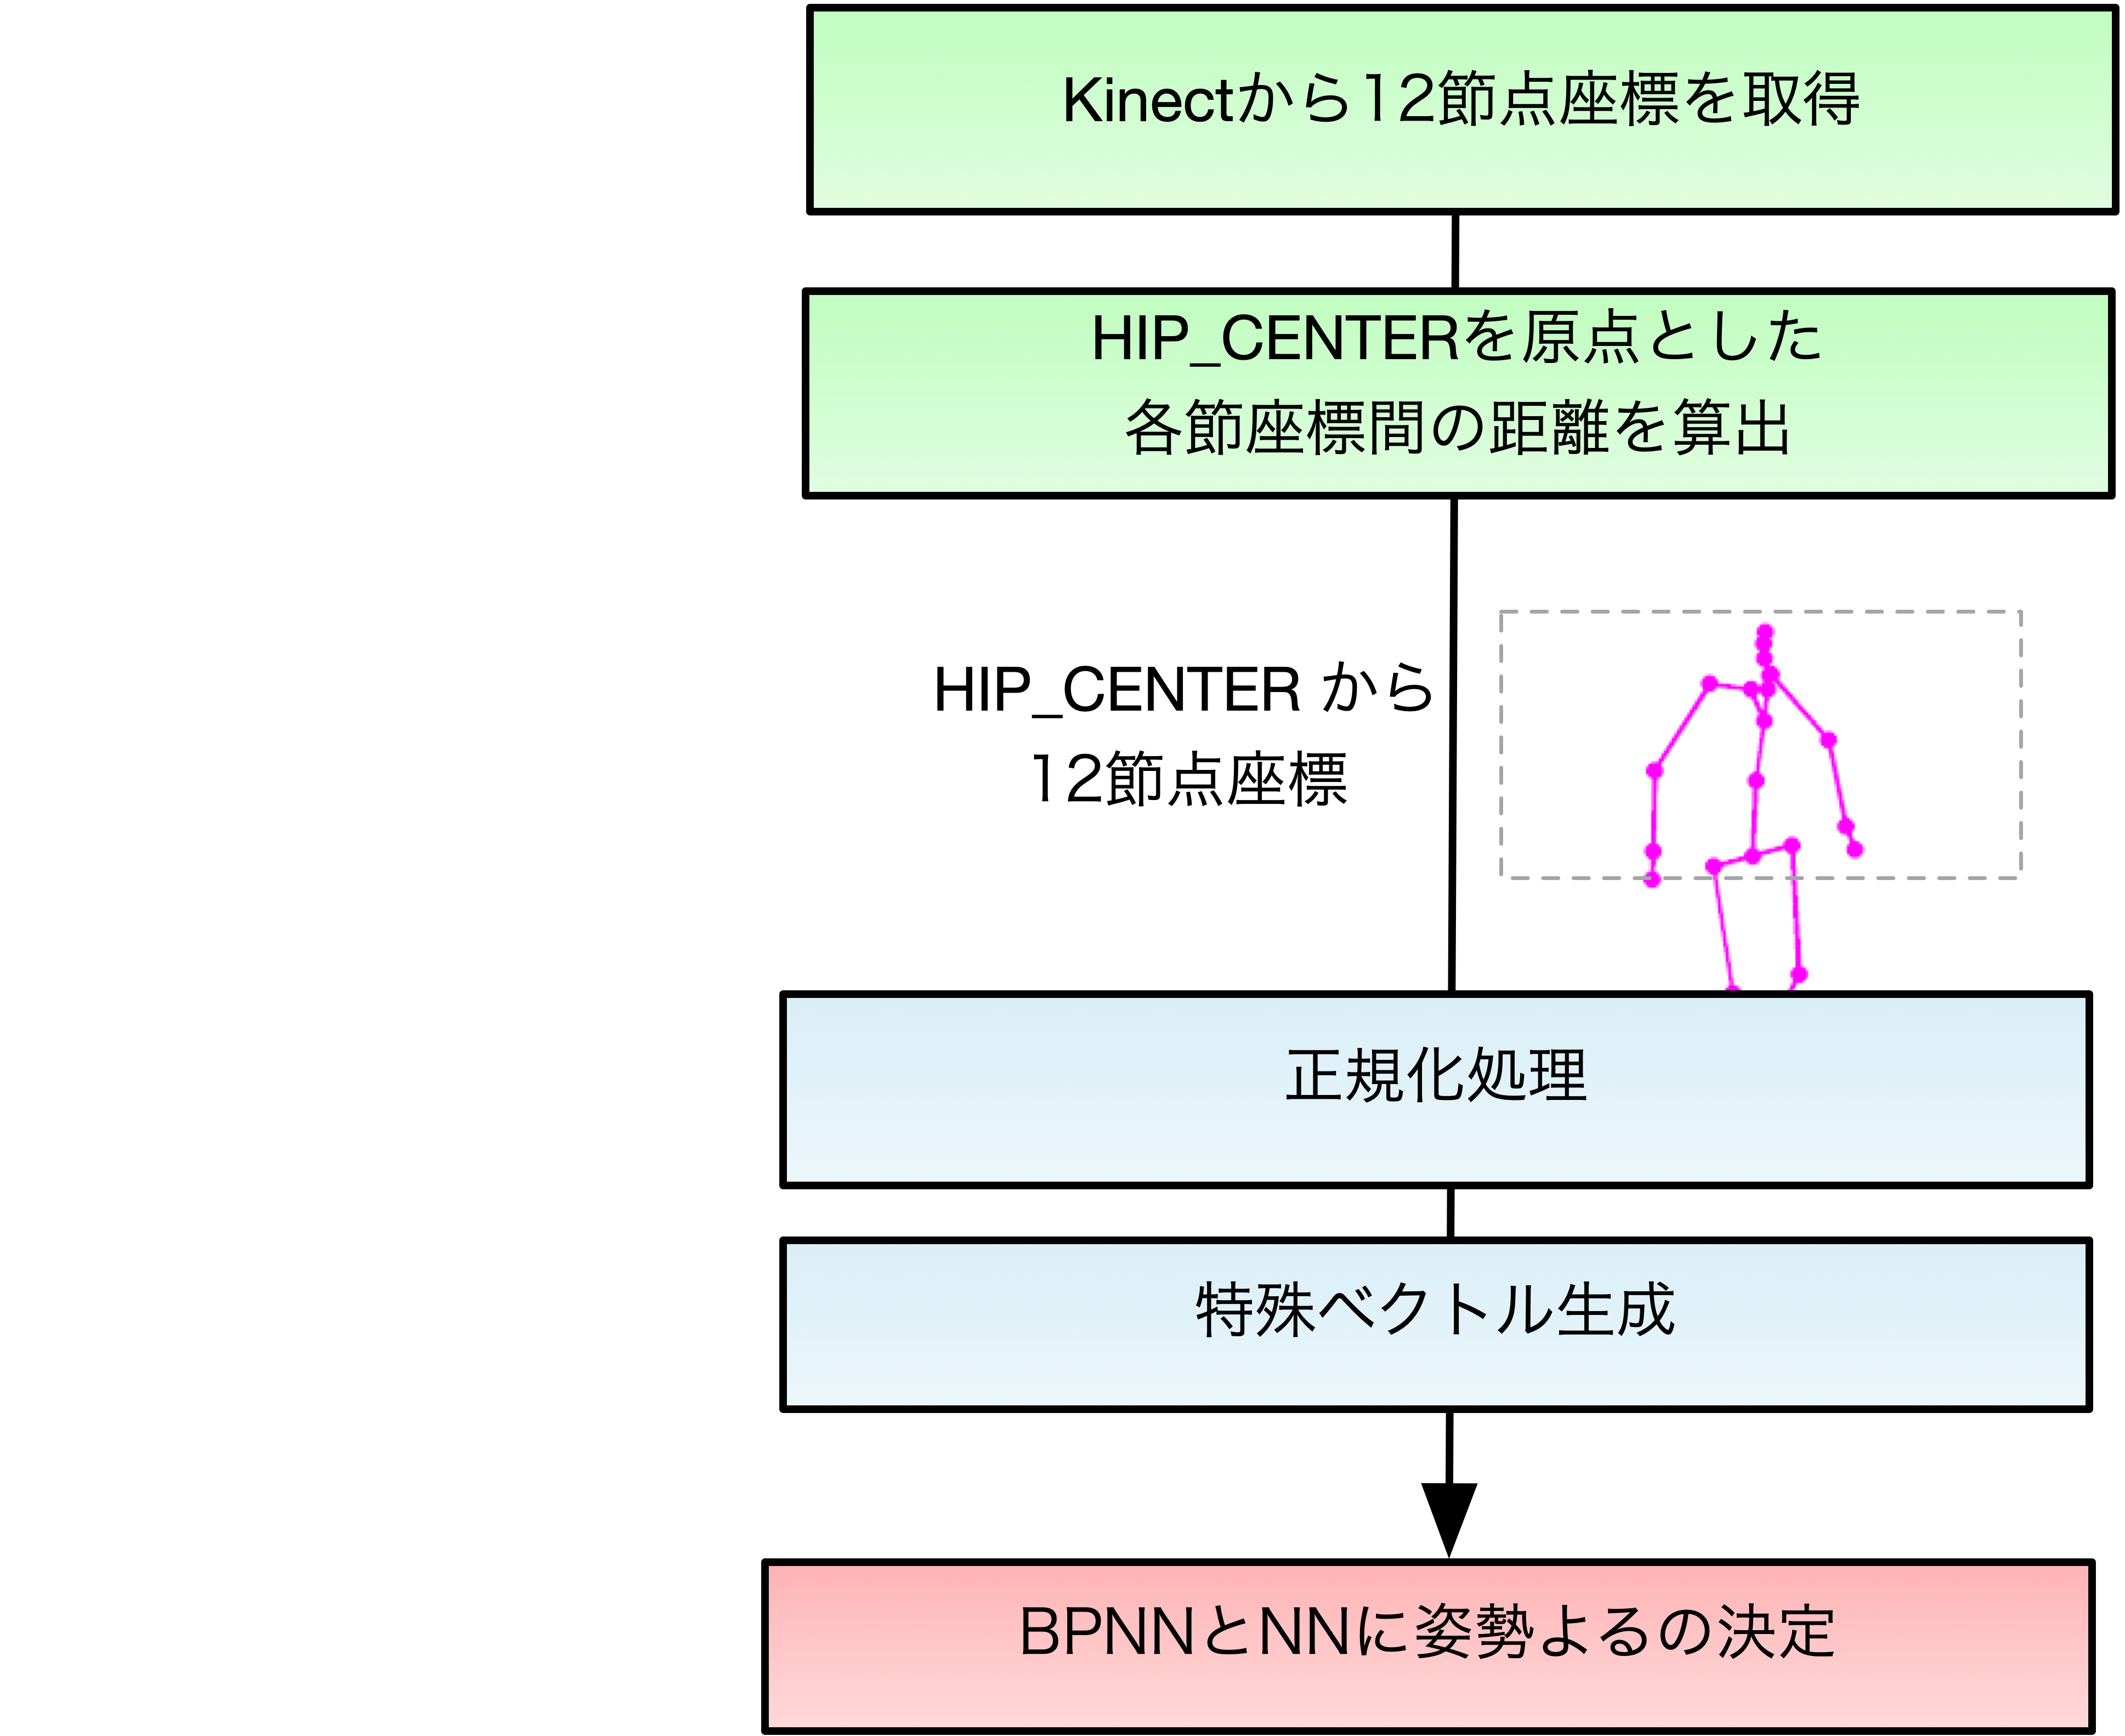 Kinectから12節点座標を取得
HIP_CENTERを原点とした
各節座標間の距離を算出
HIP_CENTER から
12節点座標
正規化処理
特殊ベクトル生成
BPNNとNNに姿勢よるの決定